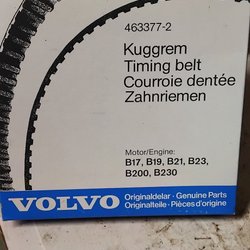 463377-2
Kuggrem
Timing belt
Courroie dentée
Zahnriemen
Motor/Engine:
B17, B19, B21, B23,
B200, B230
VOLVO
Originaldelar · Genuine Parts
Originalteile · Pièces d'origine